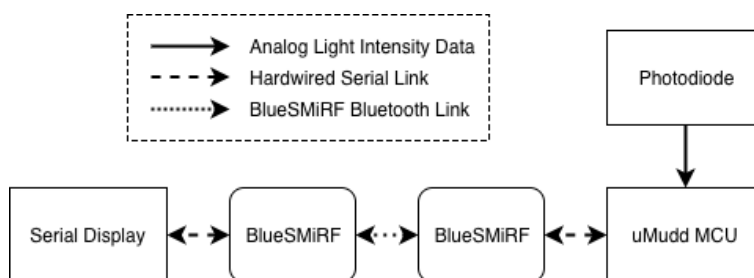 Analog Light Intensity Data
Hardwired Serial Link
BlueSMiRF Bluetooth Link
Photodiode
Serial Display
BlueSMiRF
BlueSMiRF
uMudd MCU